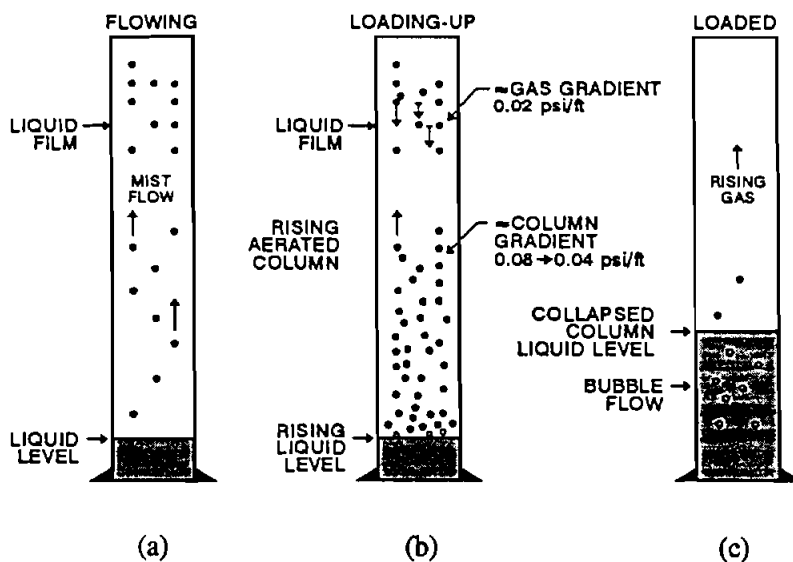 FLOWING
LIQUID
FILM
MIST
FLOW
LIQUID
LEVEL
(a)
LOADING-UP
≈GAS GRADIENT
0.02 psi/ft
LIQUID
FILM
RISING
AERATED
COLUMN
≈COLUMN
GRADIENT
0.08→0.04 psi/ft
RISING
LIQUID
LEVEL
(b)
LOADED
RISING
GAS
COLLAPSED
COLUMN
LIQUID LEVEL
BUBBLE
FLOW
(c)